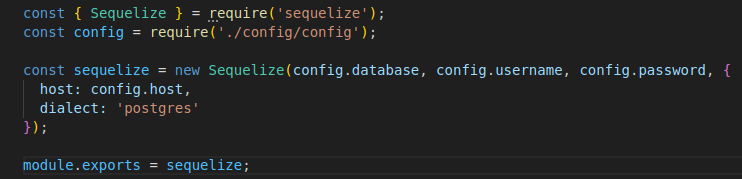 const { Sequelize } = require('sequelize');
const config = require('./config/config');
const sequelize = new Sequelize(config.database, config.username, config.password, {
  host: config.host,
  dialect: 'postgres'
});
module.exports = sequelize;